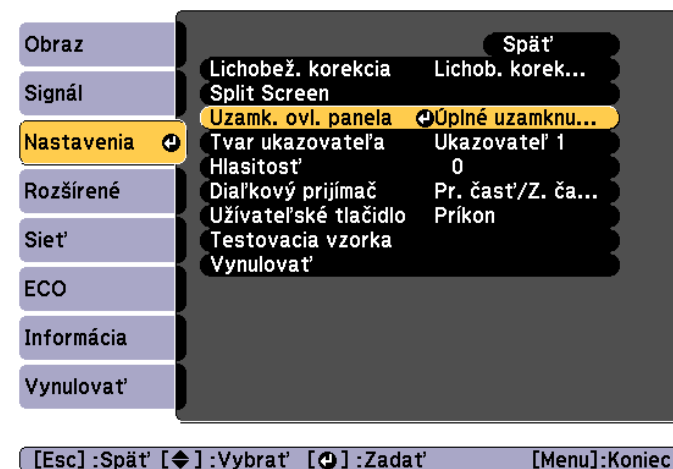 Obraz
Signál
Nastavenia
Rozšírené
Sieť
ECO
Informácia
Vynulovať
Späť
Lichobež. korekcia Lichob. korek...
Split Screen
Uzamk. ovl. panela Úplné uzamknu...
Tvar ukazovateľa Ukazovateľ 1
Hlasitosť 0
Diaľkový prijímač Pr. časť/Z. ča...
Užívateľské tlačidlo Príkon
Testovacia vzorka
Vynulovať
[Esc] :Späť [◆] :Vybrať [⏎] :Zadať [Menu]:Koniec